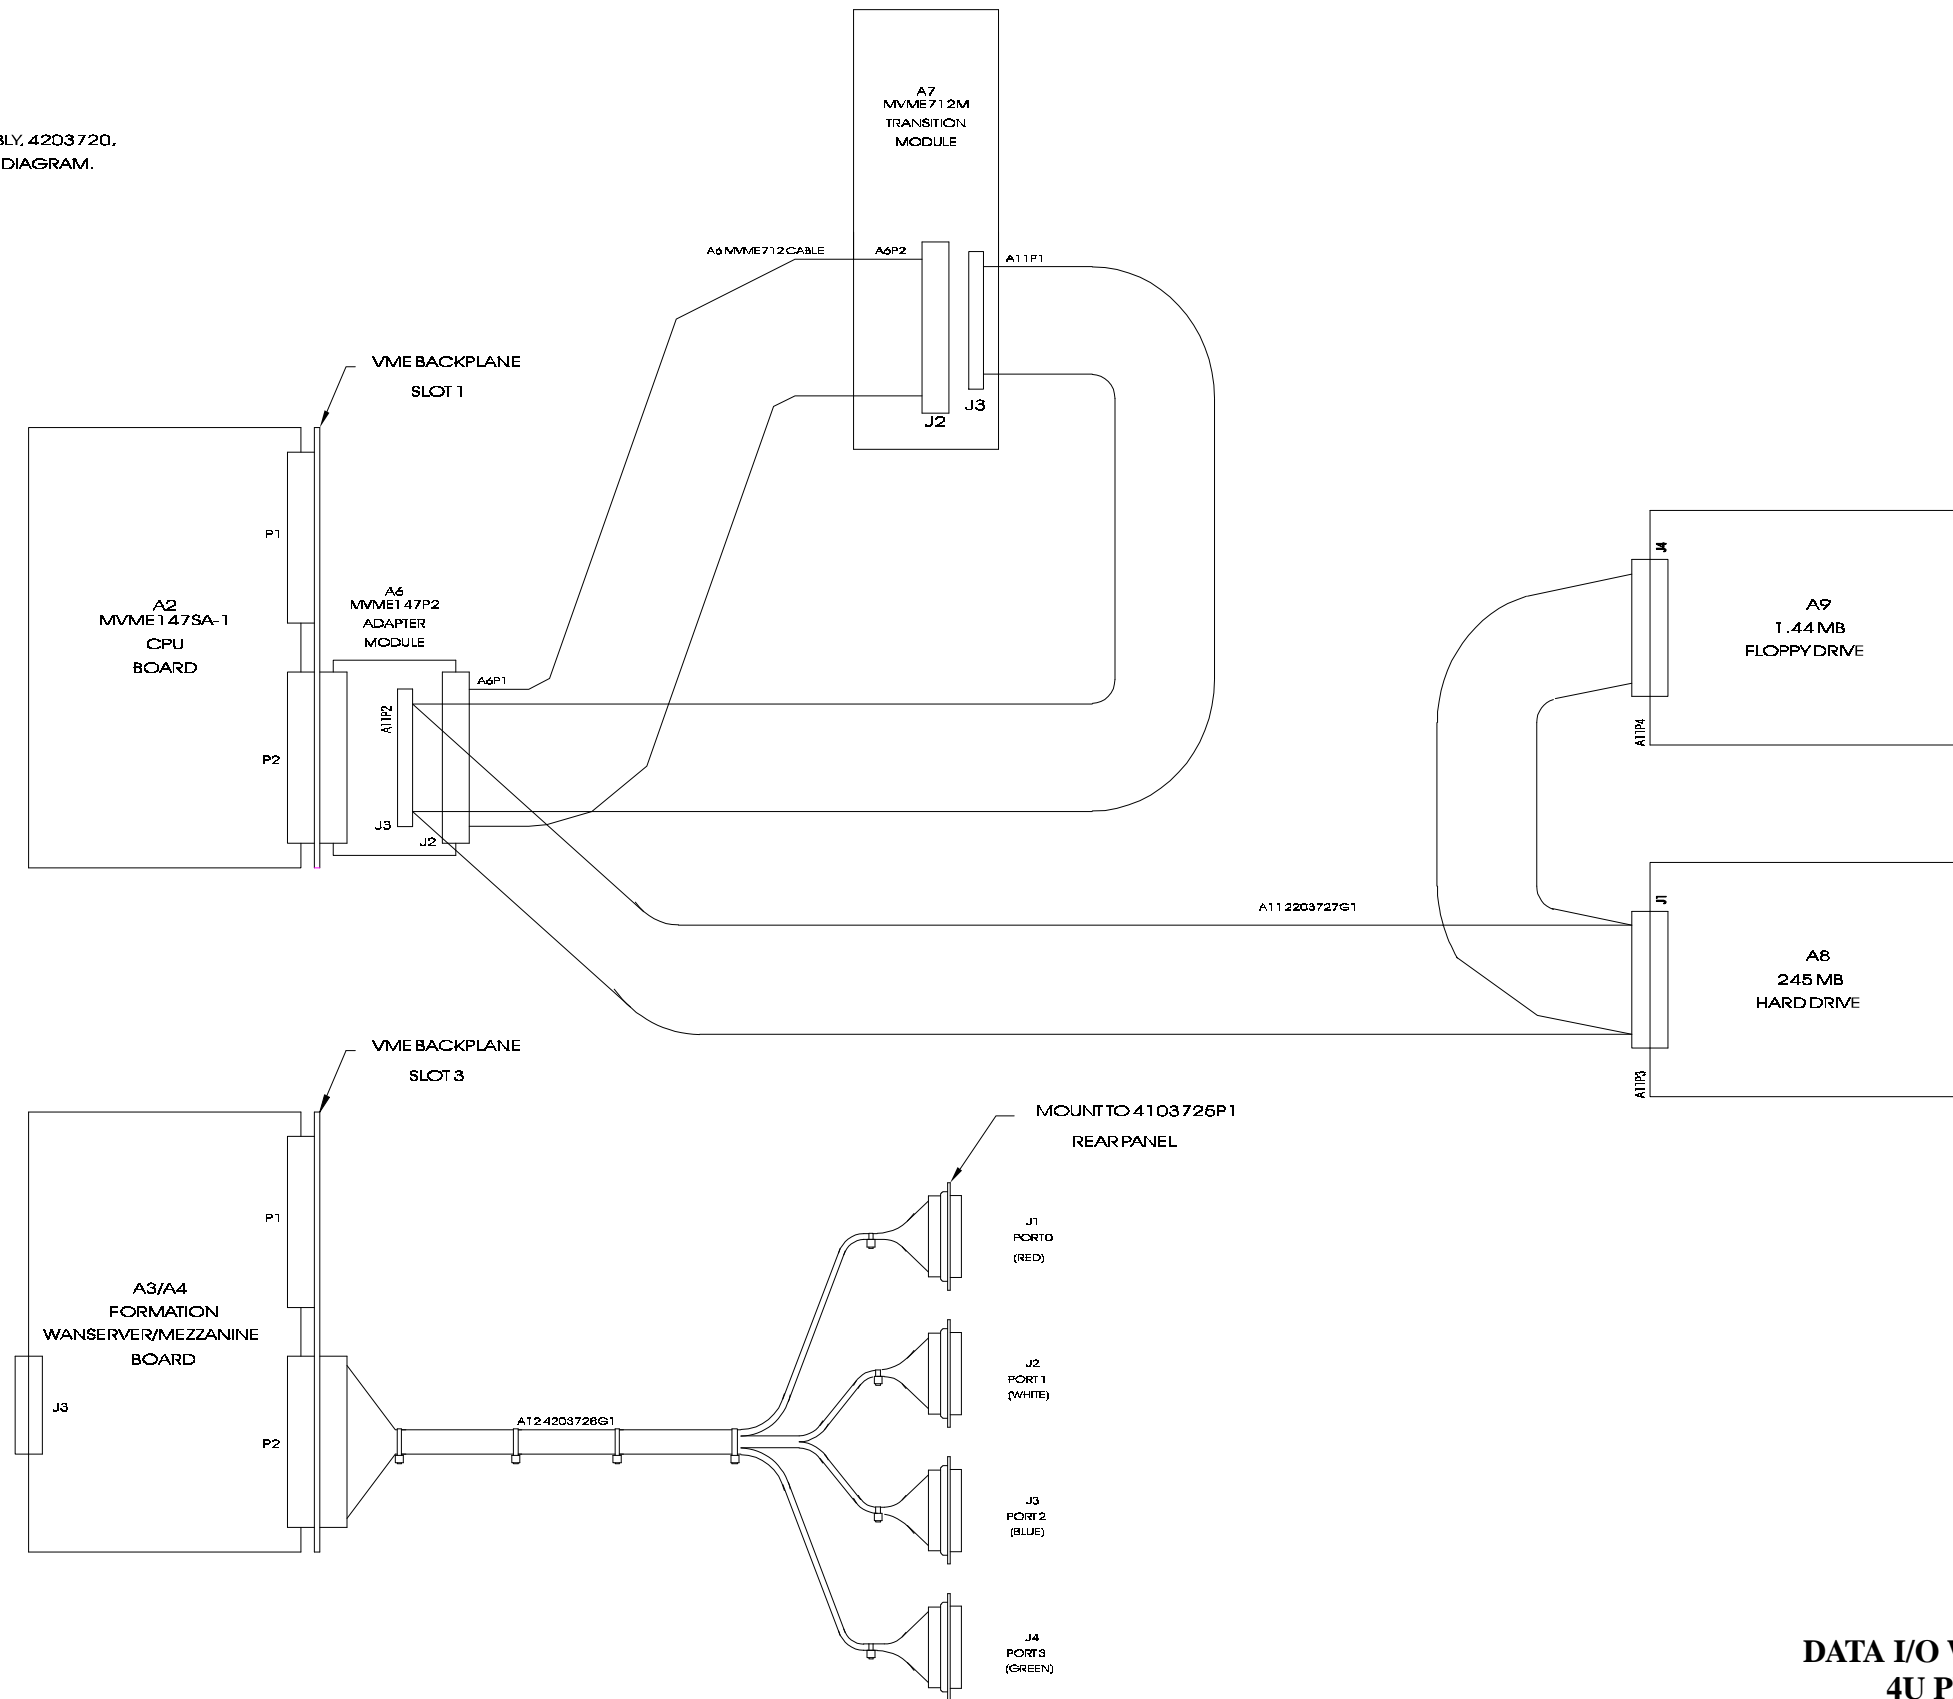 BLY, 4203720,
DIAGRAM.
A7
MVME712M
TRANSITION
MODULE
A6 MVME712 CABLE
A6P2
A11P1
J2
J3
VME BACKPLANE
SLOT 1
P1
A2
MVME147SA-1
CPU
BOARD
P2
A6
MVME147P2
ADAPTER
MODULE
A6P1
A11P2
J3
J2
J4
A9
1.44 MB
FLOPPY DRIVE
A11P4
A11 2203727G1
J1
A8
245 MB
HARD DRIVE
A11P3
VME BACKPLANE
SLOT 3
MOUNT TO 4103725P1
REAR PANEL
P1
A3/A4
FORMATION
WANSERVER/MEZZANINE
BOARD
J3
P2
A12 4203726G1
J1
PORT 0
(RED)
J2
PORT 1
(WHITE)
J3
PORT 2
(BLUE)
J4
PORT 3
(GREEN)
DATA I/O
4U P